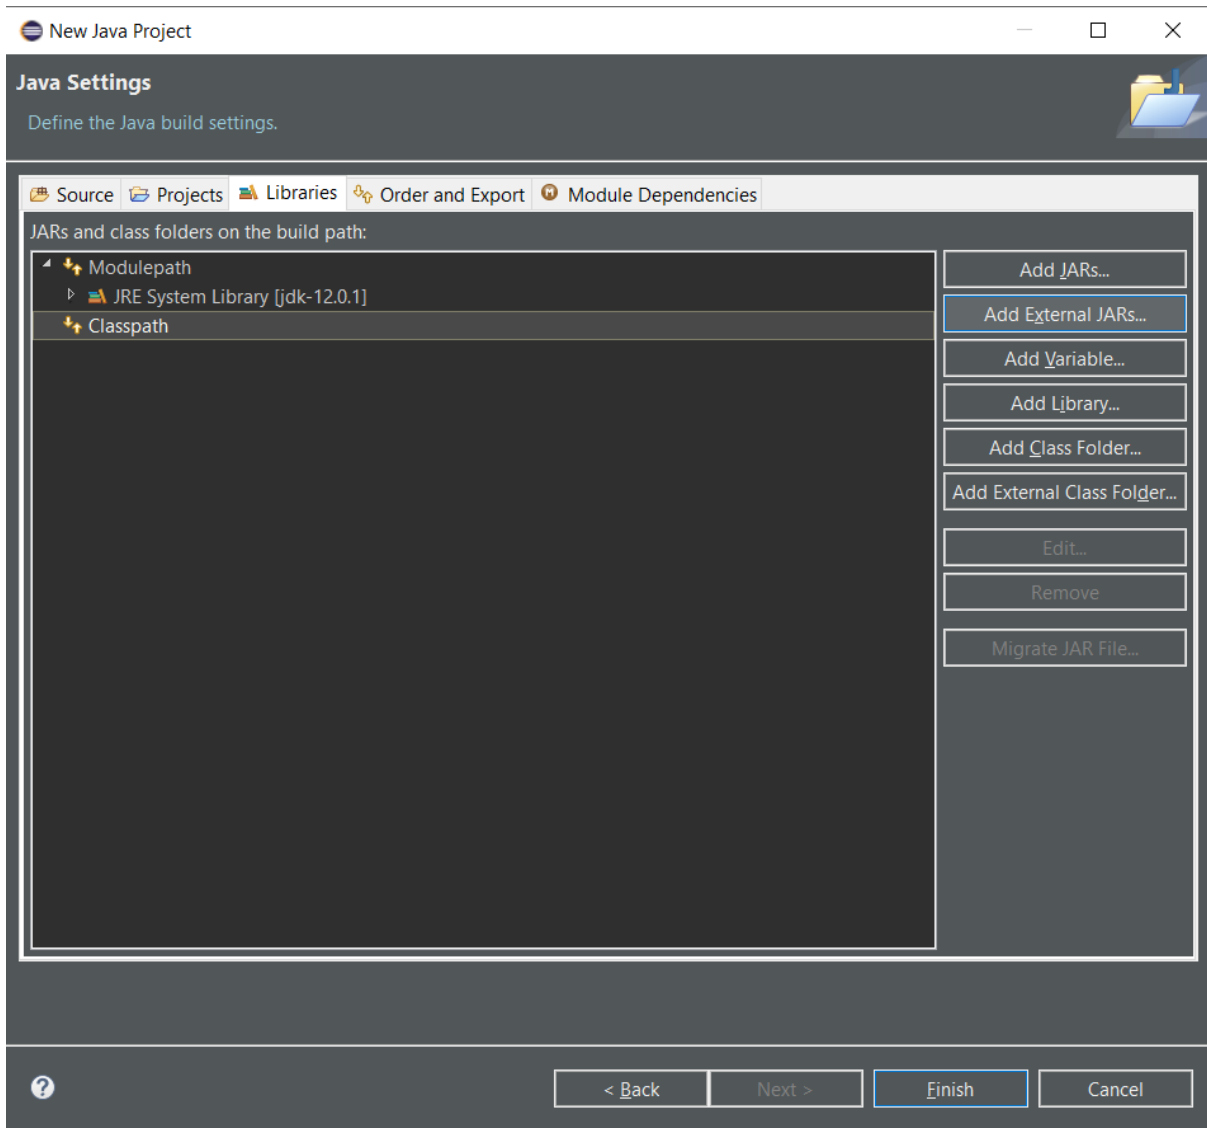 New Java Project
Java Settings
Define the Java build settings.
Source Projects Libraries Order and Export Module Dependencies
JARs and class folders on the build path:
Modulepath
JRE System Library [jdk-12.0.1]
Classpath
Add JARs...
Add External JARs...
Add Variable...
Add Library...
Add Class Folder...
Add External Class Folder...
Edit...
Remove
Migrate JAR File...
? < Back Next > Finish Cancel